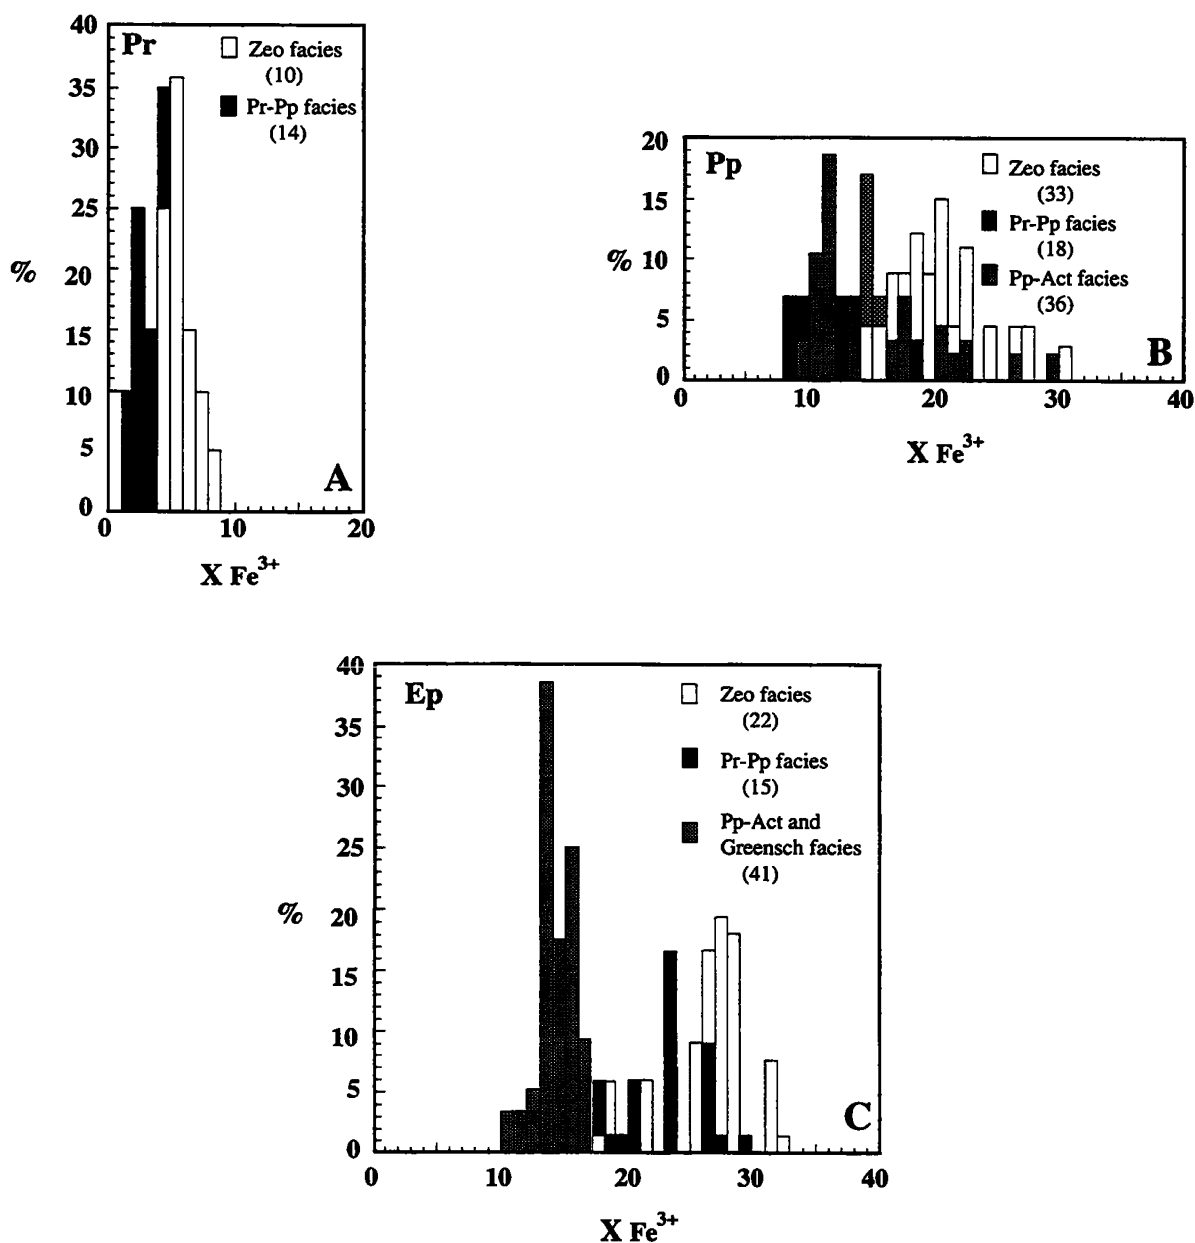 40
35
30
25
20
15
10
5
0
%
Pr
Zeo facies
(10)
Pr-Pp facies
(14)
A
0 10 20
X Fe3+
20
15
10
5
0
%
Pp
Zeo facies
(33)
Pr-Pp facies
(18)
Pp-Act facies
(36)
B
0 10 20 30 40
X Fe3+
40
35
30
25
20
15
10
5
0
%
Ep
Zeo facies
(22)
Pr-Pp facies
(15)
Pp-Act and
Greensch facies
(41)
C
0 10 20 30 40
X Fe3+